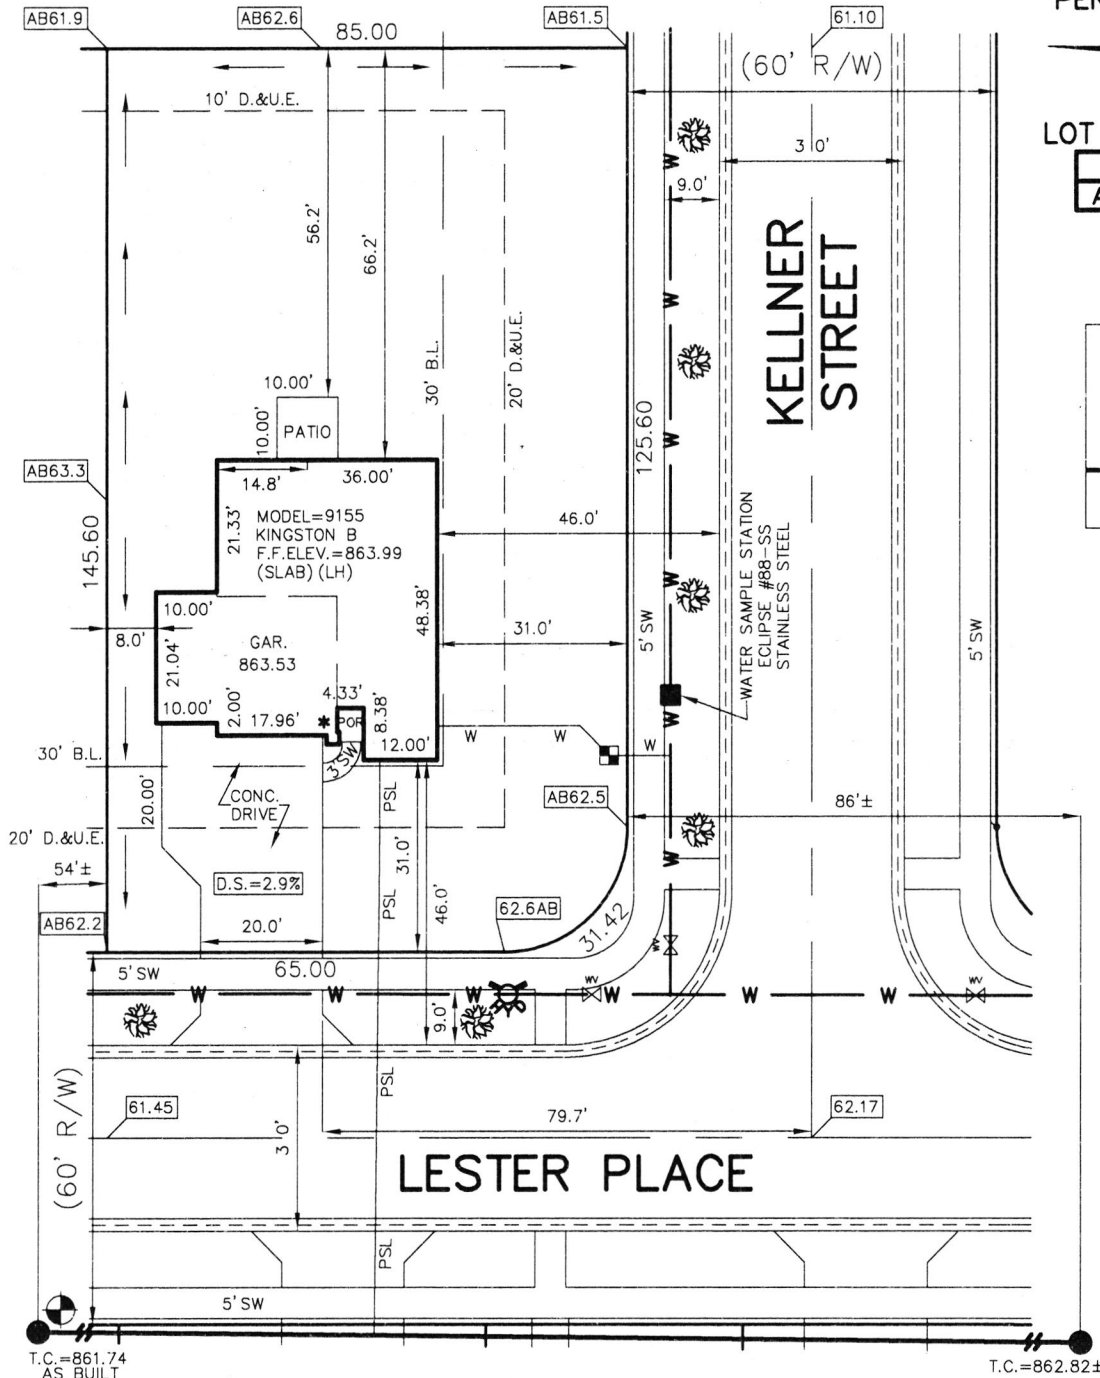 AB61.9
AB62.6
85.00
AB61.5
61.10
(60' R/W)
10' D.&U.E.
LOT
30'
9.0'
A
56.2'
66.2'
KELLNER
STREET
30' B.L.
20' D.&U.E.
10.00'
10.00'
PATIO
125.60
AB63.3
14.8'
36.00'
145.60
21.33'
MODEL=9155
KINGSTON B
F.F.ELEV.=863.99
(SLAB) (LH)
46.0'
WATER SAMPLE STATION
ECLIPSE #88-SS
STAINLESS STEEL
10.00'
8.0'
21.04'
GAR.
863.53
48.38'
31.0'
5' SW
5' SW
10.00'
2.00'
17.96'
*
4.33'
POR
8.38'
12.00'
W
W
W
30' B.L.
3'SW
20.00'
CONC.
DRIVE
PSL
AB62.5
86'±
20' D.&U.E.
54'±
D.S.=2.9%
31.0'
PSL
46.0'
62.6AB
31.42
AB62.2
20.0'
WV
5' SW
65.00
W
W
W
WV
W
W
W
WV
9.0'
W
W
W
W
W
W
PSL
(60' R/W)
61.45
79.7'
62.17
30'
LESTER PLACE
PSL
5' SW
T.C.=861.74
AS BUILT
T.C.=862.82±